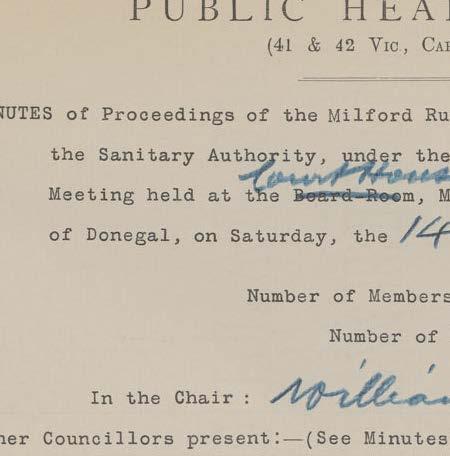 PUBLIC HEA
(41 & 42 VIC., CAP
NUTES of Proceedings of the Milford Ru
the Sanitary Authority, under the
Court Hous
Meeting held at the Board Room, M
of Donegal, on Saturday, the 14
Number of Members
Number of
In the Chair : William
her Councillors present:—(See Minutes